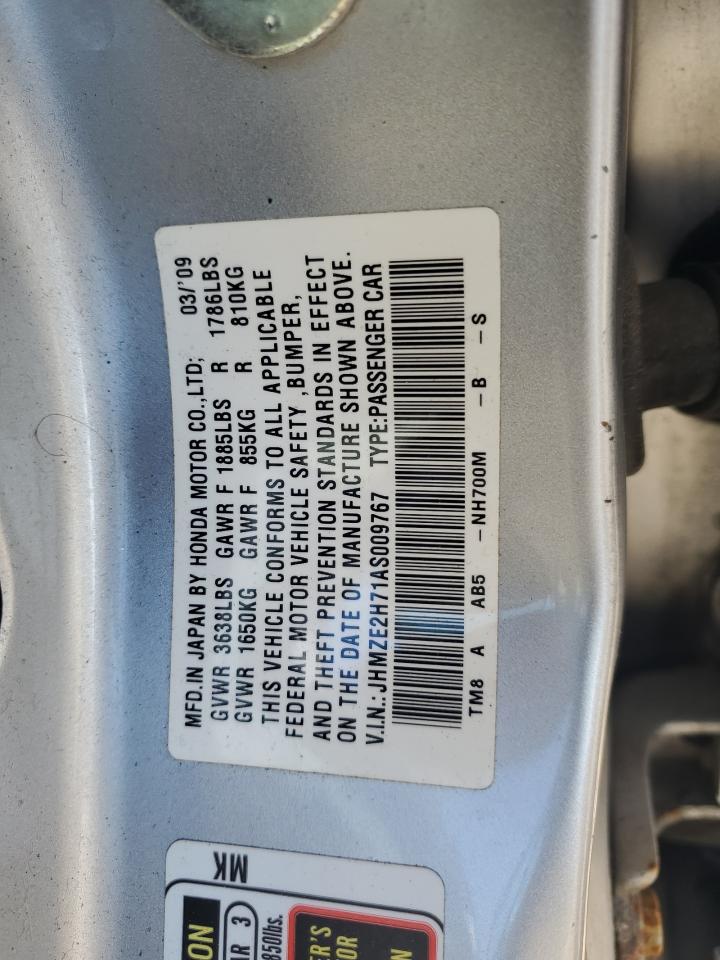 MFD.IN JAPAN BY HONDA MOTOR CO.,LTD; 03/'09
GVWR 3638LBS GAWR F 1885LBS R 1786LBS
GVWR 1650KG GAWR F 855KG R 810KG
THIS VEHICLE CONFORMS TO ALL APPLICABLE
FEDERAL MOTOR VEHICLE SAFETY ,BUMPER,
AND THEFT PREVENTION STANDARDS IN EFFECT
ON THE DATE OF MANUFACTURE SHOWN ABOVE.
V.I.N.: JHMZE2H71AS009767 TYPE:PASSENGER CAR
TM8 A AB5 -NH700M -B -S
MK
3
850lbs.